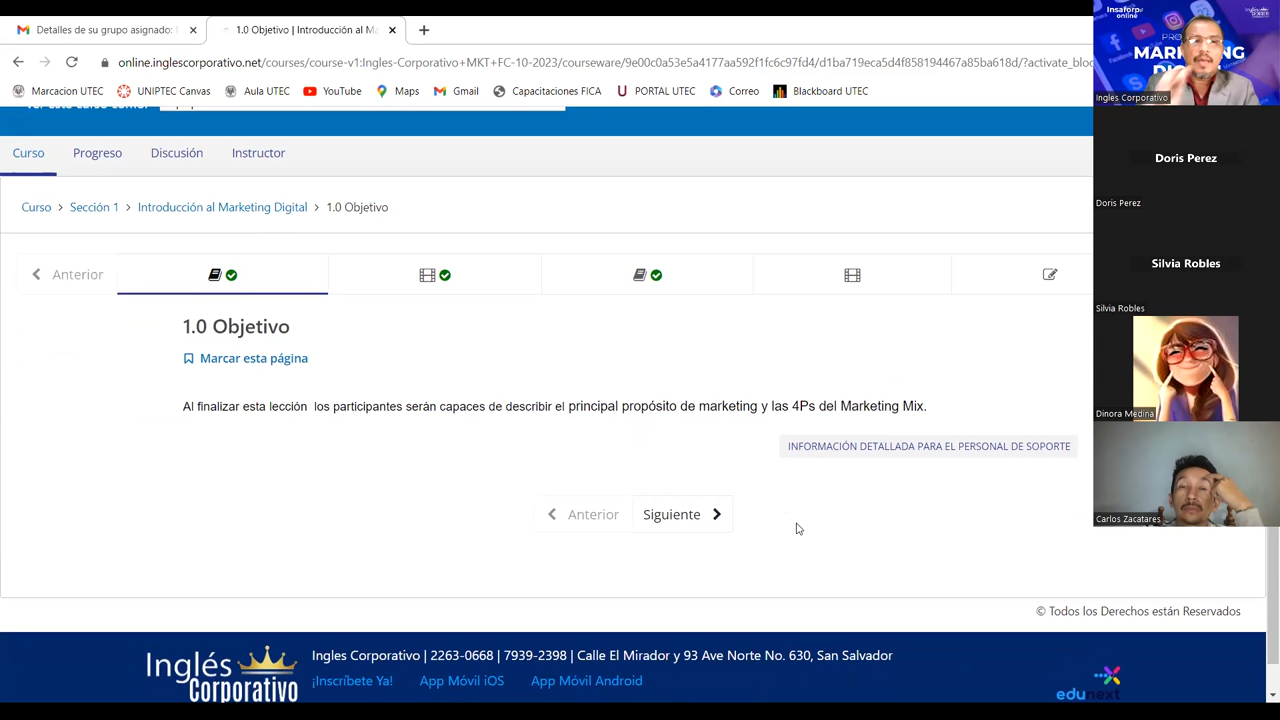 Detalles de su grupo asignado:
1.0 Objetivo | Introducción al M
online.inglescorporativo.net/courses/course-v1:Ingles-Corp
+MKT+FC-10-2023/courseware/9e00c0a53e5a4177aa592f1fc6c97fd4/d1ba719eca5d4f858194467a85ba618d/?activate_bloc
Marcacion UTEC
UNIPTEC Canvas
Aula UTEC
YouTube
Maps
Gmail
Capacitaciones FICA
PORTAL UTEC
Correo
Blackboard UTEC
Curso
Progreso
Discusión
Instructor
Curso > Sección 1 > Introducción al Marketing Digital > 1.0 Objetivo
Anterior
1.0 Objetivo
Marcar esta página
Al finalizar esta lección los participantes serán capaces de describir el principal propósito de marketing y las 4Ps del Marketing Mix.
INFORMACIÓN DETALLADA PARA EL PERSONAL DE SOPORTE
Anterior
Siguiente
© Todos los Derechos están Reservados
Inglés
Corporativo
Ingles Corporativo | 2263-0668 | 7939-2398 | Calle El Mirador y 93 Ave Norte No. 630, San Salvador
¡Inscríbete Ya!
App Móvil iOS
App Móvil Android
edunext
Insaforp
online
MARKETING
Ingles Corporativo
Doris Perez
Doris Perez
Silvia Robles
Silvia Robles
Dinora Medina
Carlos Zacatares